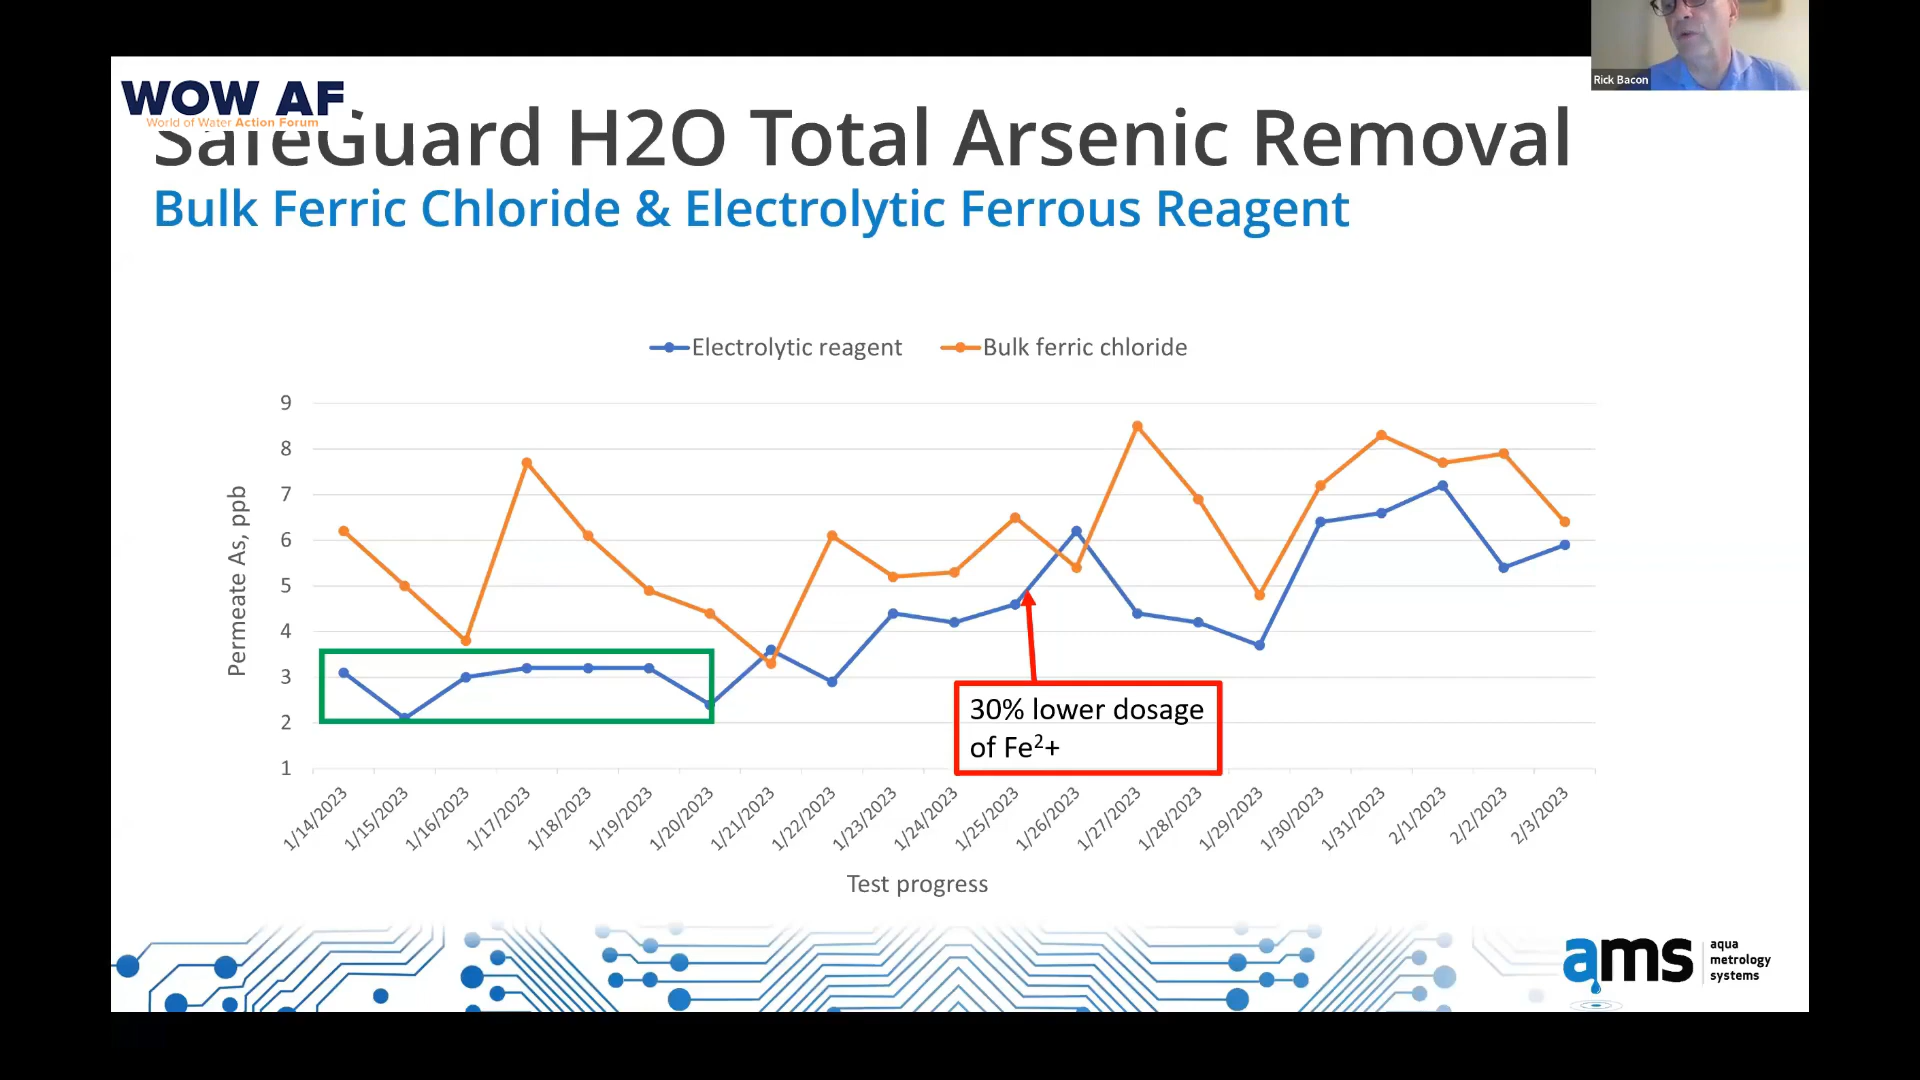 Rick Bacon
WOW AF
World of Water Action Forum
SafeGuard H2O Total Arsenic Removal
Bulk Ferric Chloride & Electrolytic Ferrous Reagent
Electrolytic reagent
Bulk ferric chloride
9
8
7
6
5
4
3
2
1
Permeate As, ppb
30% lower dosage
of Fe²+
1/14/2023
1/15/2023
1/16/2023
1/17/2023
1/18/2023
1/19/2023
1/20/2023
1/21/2023
1/22/2023
1/23/2023
1/24/2023
1/25/2023
1/26/2023
1/27/2023
1/28/2023
1/29/2023
1/30/2023
1/31/2023
2/1/2023
2/2/2023
2/3/2023
Test progress
ams
aqua
metrology
systems